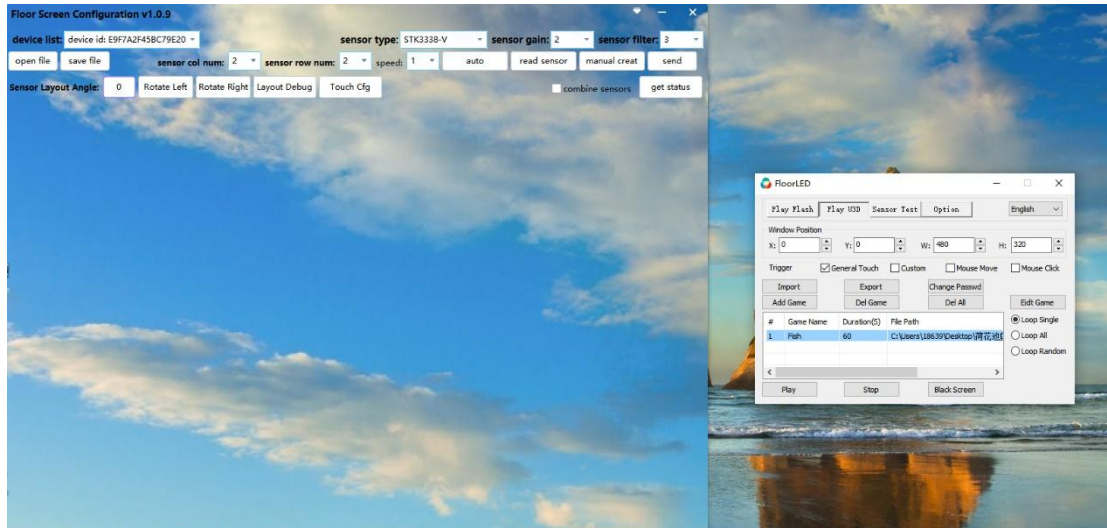 Floor Screen Configuration v1.0.9
device list: device id: E9F7A2F45BC79E20 sensor type: STK3338-V sensor gain: 2 sensor filter: 3
open file save file sensor col num: 2 sensor row num: 2 speed: 1 auto read sensor manual creat send
Sensor Layout Angle: 0 Rotate Left Rotate Right Layout Debug Touch Cfg combine sensors get status
FloorLED
Play Flash Play U3D Sensor Test Option English
Window Position
X: 0 Y: 0 W: 480 H: 320
Trigger General Touch Custom Mouse Move Mouse Click
Import Export Change Passwd
Add Game Del Game Del All Eidt Game
# Game Name Duration(S) File Path Loop Single
1 Fish 60 C:\Users\18639\Desktop\荷花池 Loop All
Loop Random
Play Stop Black Screen